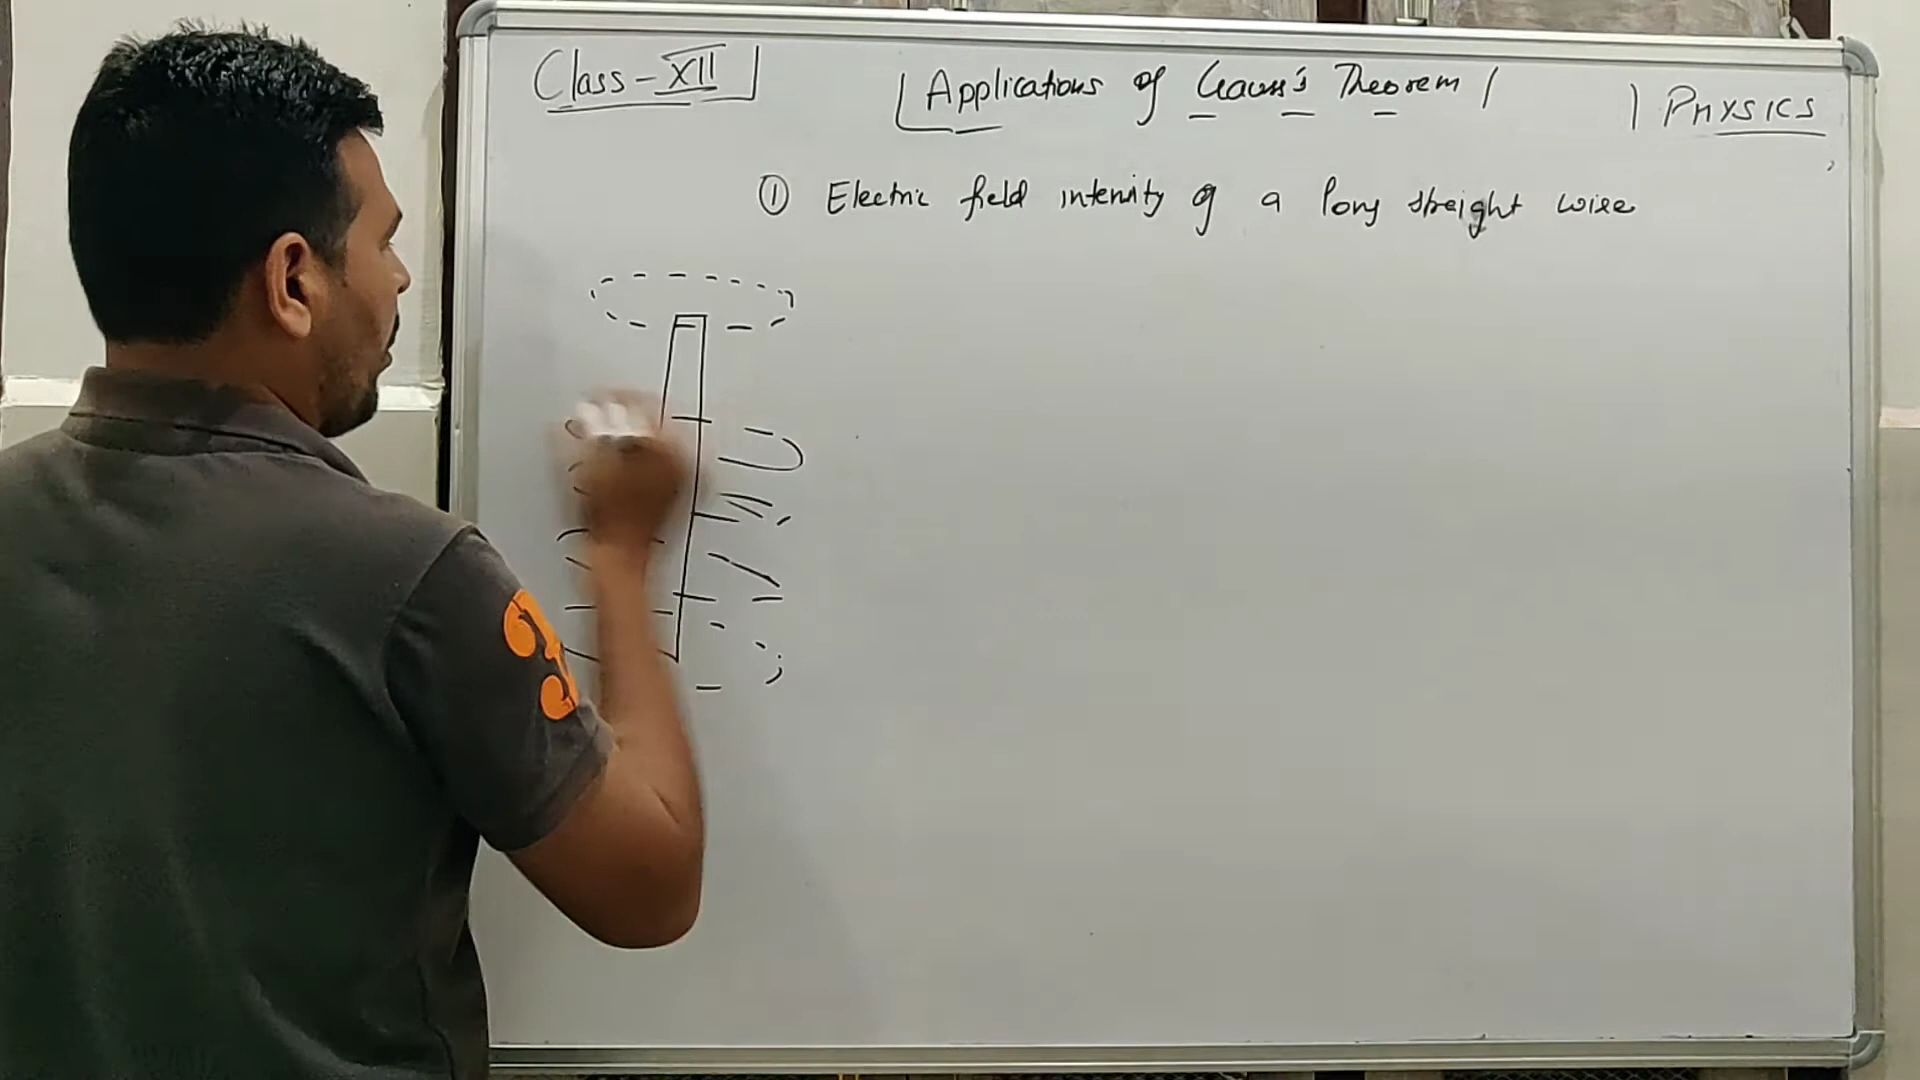 Class-XII
Applications of Gauss's Theorem
PHYSICS
① Electric field intensity of a long straight wire